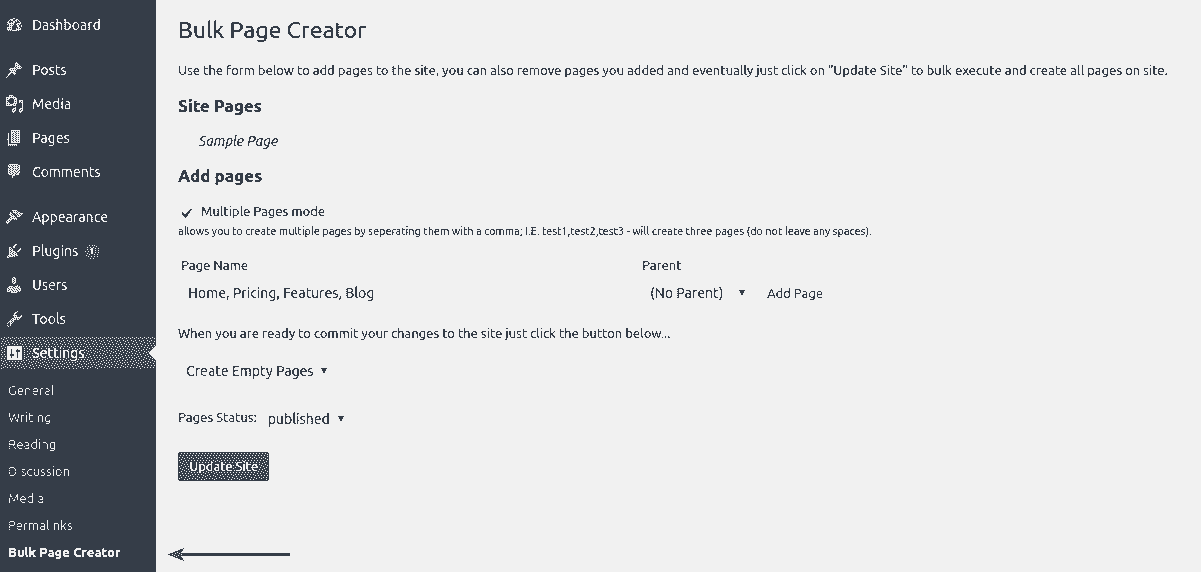 Dashboard
Posts
Media
Pages
Comments
Appearance
Plugins 1
Users
Tools
Settings
General
Writing
Reading
Discussion
Media
Permalinks
Bulk Page Creator
Bulk Page Creator
Use the form below to add pages to the site, you can also remove pages you added and eventually just click on "Update Site" to bulk execute and create all pages on site.
Site Pages
Sample Page
Add pages
Multiple Pages mode
allows you to create multiple pages by seperating them with a comma; I.E. test1,test2,test3 - will create three pages (do not leave any spaces).
Page Name Parent
Home, Pricing, Features, Blog (No Parent) Add Page
When you are ready to commit your changes to the site just click the button below...
Create Empty Pages
Pages Status: published
Update Site